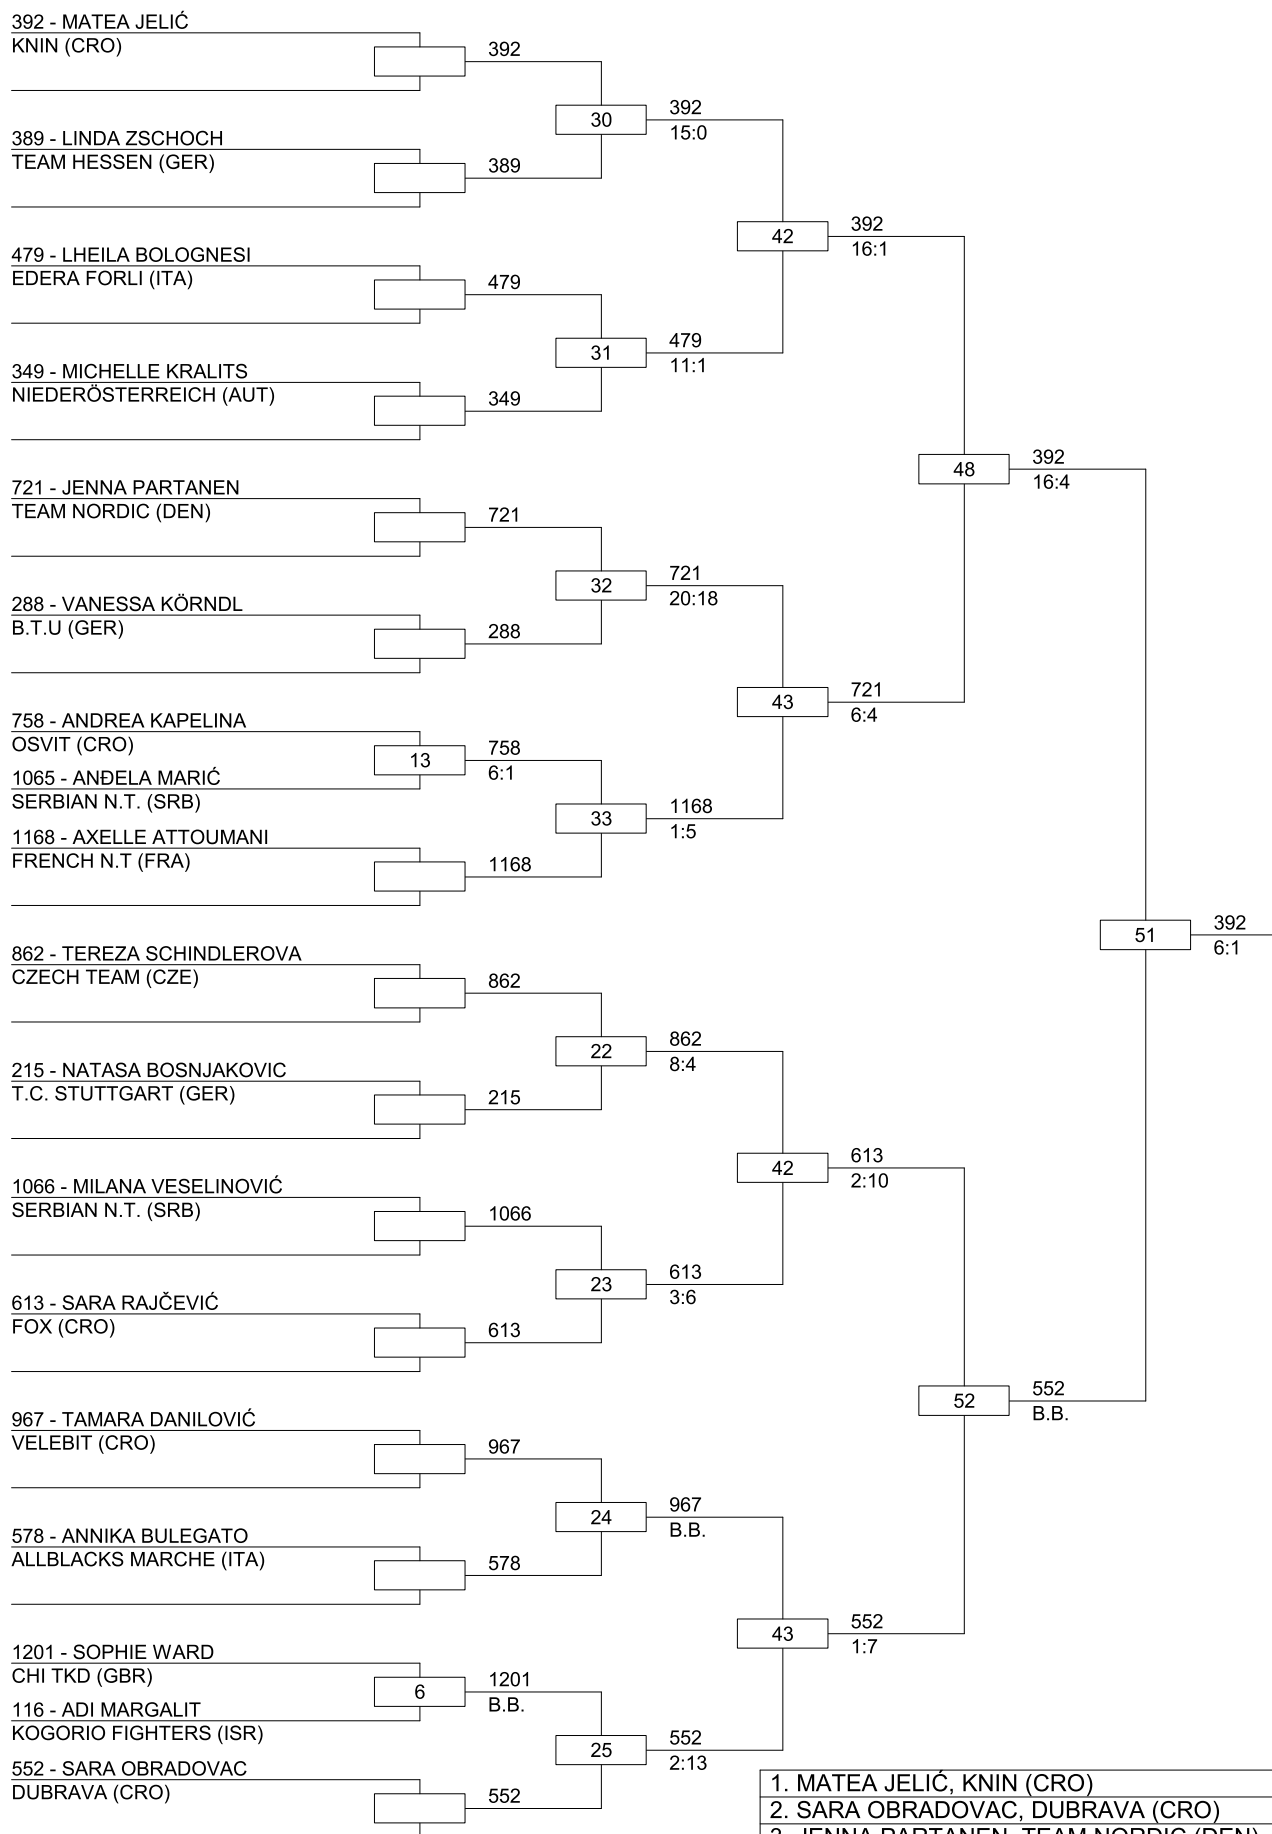 392 - MATEA JELIĆ
KNIN (CRO)
392
30
392
15:0
389 - LINDA ZSCHOCH
TEAM HESSEN (GER)
389
42
392
16:1
479 - LHEILA BOLOGNESI
EDERA FORLI (ITA)
479
31
479
11:1
349 - MICHELLE KRALITS
NIEDERÖSTERREICH (AUT)
349
48
392
16:4
721 - JENNA PARTANEN
TEAM NORDIC (DEN)
721
32
721
20:18
288 - VANESSA KÖRNDL
B.T.U (GER)
288
43
721
6:4
758 - ANDREA KAPELINA
OSVIT (CRO)
13
758
6:1
1065 - ANĐELA MARIĆ
SERBIAN N.T. (SRB)
33
1168
1:5
1168 - AXELLE ATTOUMANI
FRENCH N.T (FRA)
1168
51
392
6:1
862 - TEREZA SCHINDLEROVA
CZECH TEAM (CZE)
862
22
862
8:4
215 - NATASA BOSNJAKOVIC
T.C. STUTTGART (GER)
215
42
613
2:10
1066 - MILANA VESELINOVIĆ
SERBIAN N.T. (SRB)
1066
23
613
3:6
613 - SARA RAJČEVIĆ
FOX (CRO)
613
52
552
B.B.
967 - TAMARA DANILOVIĆ
VELEBIT (CRO)
967
24
967
B.B.
578 - ANNIKA BULEGATO
ALLBLACKS MARCHE (ITA)
578
43
552
1:7
1201 - SOPHIE WARD
CHI TKD (GBR)
6
1201
B.B.
116 - ADI MARGALIT
KOGORIO FIGHTERS (ISR)
25
552
2:13
552 - SARA OBRADOVAC
DUBRAVA (CRO)
552
1. MATEA JELIĆ, KNIN (CRO)
2. SARA OBRADOVAC, DUBRAVA (CRO)
3. JENNA PARTANEN, TEAM NORDIC (DEN)